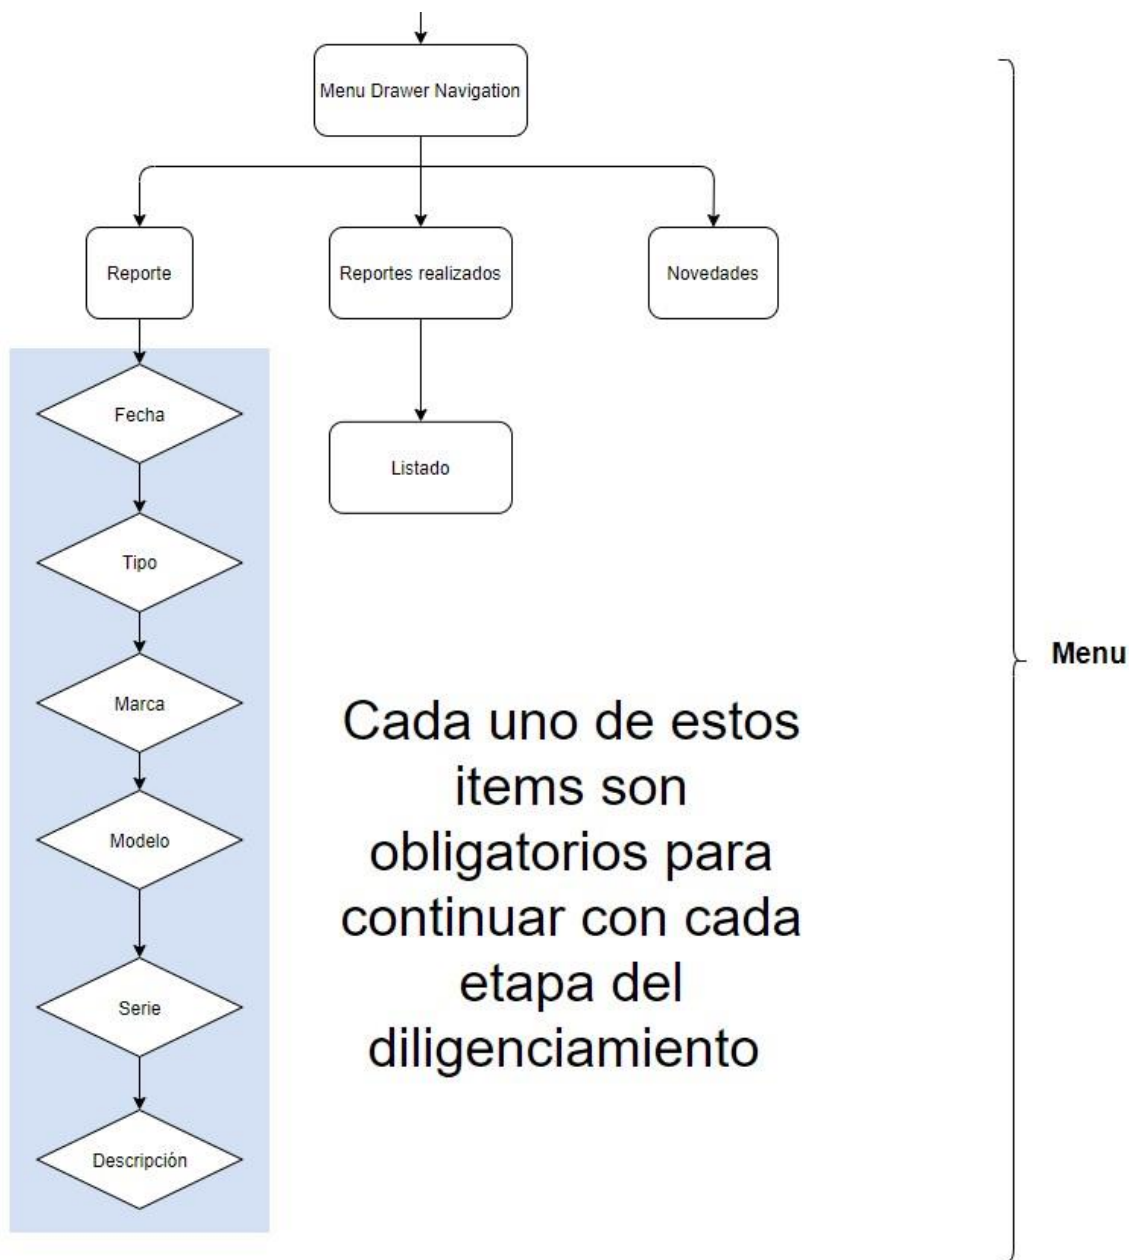 Menu Drawer Navigation
Reporte
Reportes realizados
Novedades
Fecha
Listado
Tipo
Marca
Modelo
Serie
Descripción
Cada uno de estos
items son
obligatorios para
continuar con cada
etapa del
diligenciamiento
Menu